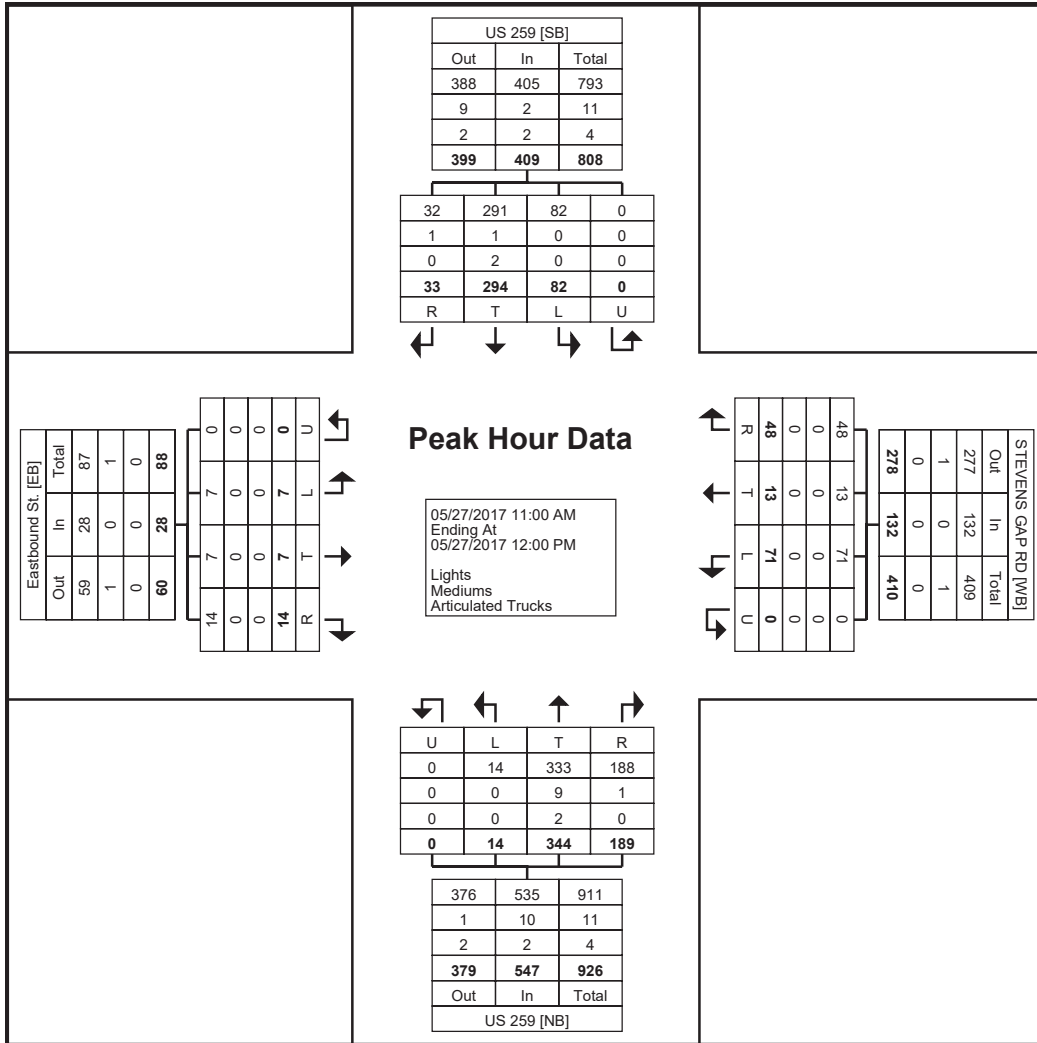 US 259 [SB]
Out In Total
388 405 793
9 2 11
2 2 4
399 409 808
32 291 82 0
1 1 0 0
0 2 0 0
33 294 82 0
R T L U
Eastbound St. [EB]
Total In Out
87 28 59
1 0 1
0 0 0
88 28 60
0 7 7 14
0 0 0 0
0 0 0 0
0 7 7 14
U L T R
Peak Hour Data
05/27/2017 11:00 AM
Ending At
05/27/2017 12:00 PM
Lights
Mediums
Articulated Trucks
R T L U
48 13 71 0
0 0 0 0
0 0 0 0
48 13 71 0
278 132 410
0 0 0
1 0 1
277 132 409
Out In Total
STEVENS GAP RD [WB]
U L T R
0 14 333 188
0 0 9 1
0 0 2 0
0 14 344 189
376 535 911
1 10 11
2 2 4
379 547 926
Out In Total
US 259 [NB]